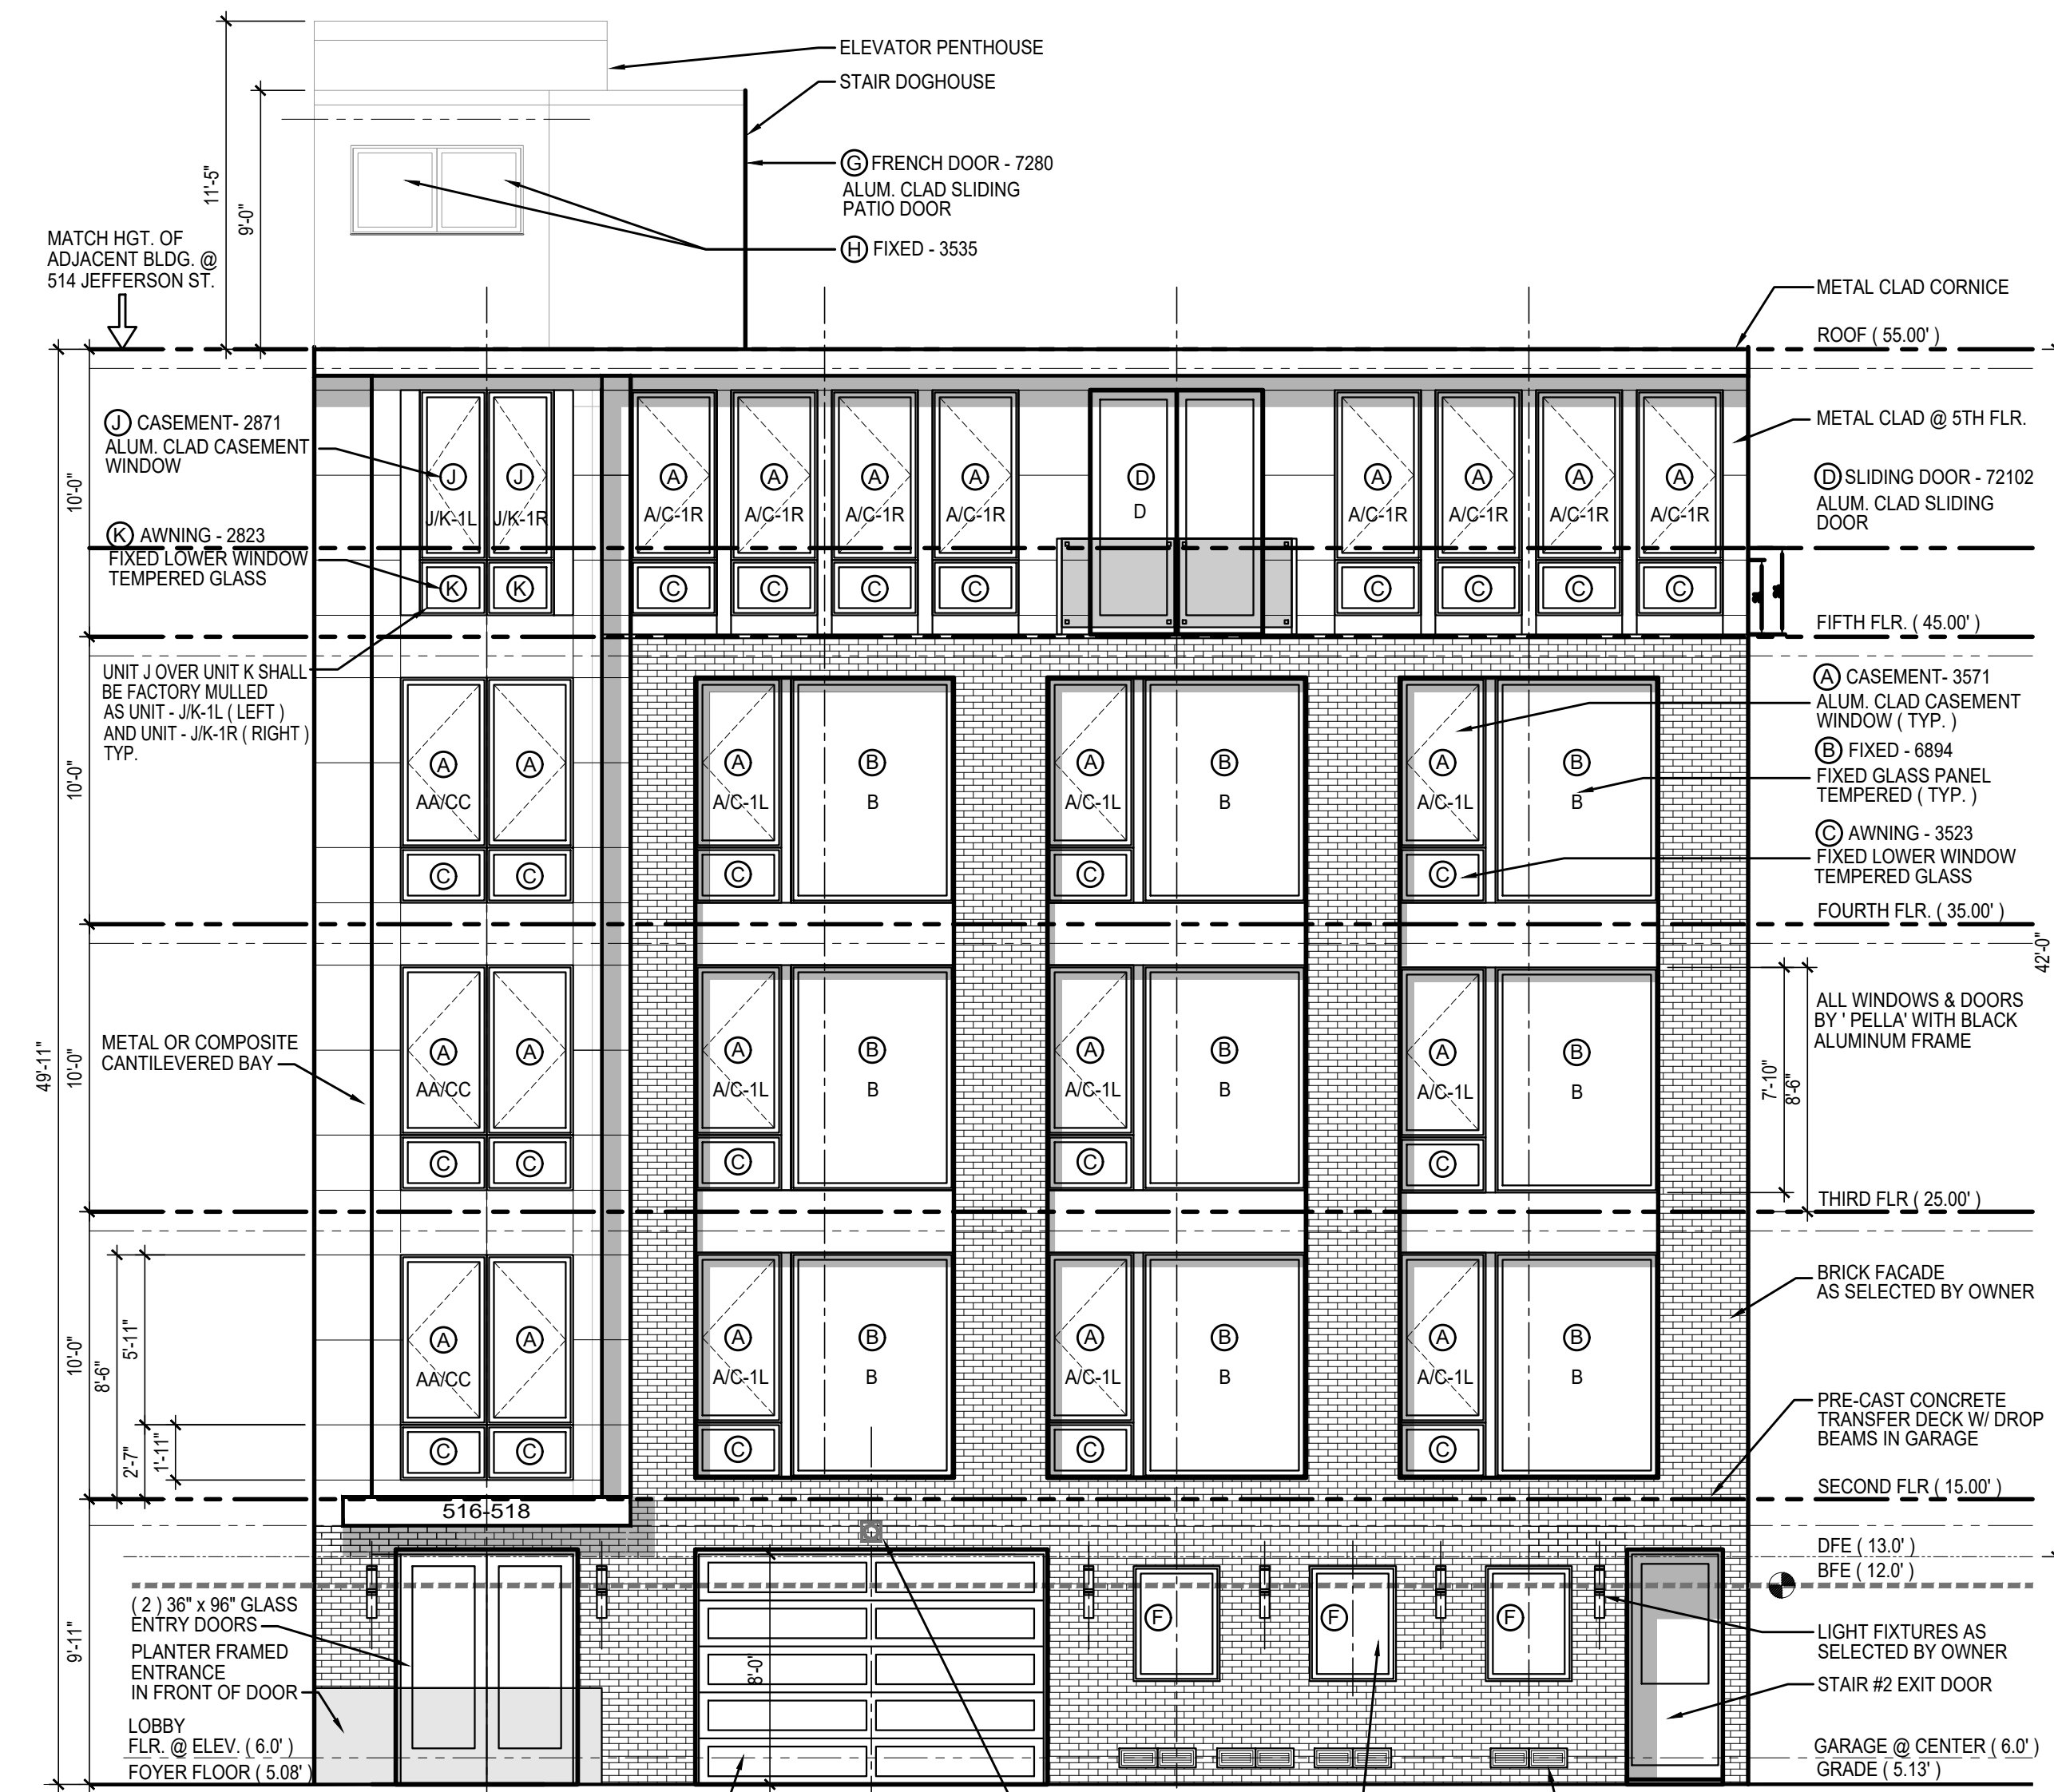 ELEVATOR PENTHOUSE
STAIR DOGHOUSE
G FRENCH DOOR - 7280
ALUM. CLAD SLIDING
PATIO DOOR
H FIXED - 3535
11'-5"
9'-0"
MATCH HGT. OF
ADJACENT BLDG. @
514 JEFFERSON ST.
METAL CLAD CORNICE
ROOF ( 55.00' )
J CASEMENT- 2871
ALUM. CLAD CASEMENT
WINDOW
K AWNING - 2823
FIXED LOWER WINDOW
TEMPERED GLASS
UNIT J OVER UNIT K SHALL
BE FACTORY MULLED
AS UNIT - J/K-1L ( LEFT )
AND UNIT - J/K-1R ( RIGHT )
TYP.
METAL OR COMPOSITE
CANTILEVERED BAY
49'-11"
10'-0"
10'-0"
10'-0"
10'-0"
9'-11"
8'-6"
5'-11"
2'-7"
1'-11"
J J A A A A D A A A A
J/K-1L J/K-1R A/C-1R A/C-1R A/C-1R A/C-1R D A/C-1R A/C-1R A/C-1R A/C-1R
K K C C C C C C C C
A A A B A B A B
AA/CC A/C-1L B A/C-1L B A/C-1L B
C C C C C
A A A B A B A B
AA/CC A/C-1L B A/C-1L B A/C-1L B
C C C C C
A A A B A B A B
AA/CC A/C-1L B A/C-1L B A/C-1L B
C C C C C
516-518
F F F
8'-0"
METAL CLAD @ 5TH FLR.
D SLIDING DOOR - 72102
ALUM. CLAD SLIDING
DOOR
FIFTH FLR. ( 45.00' )
A CASEMENT- 3571
ALUM. CLAD CASEMENT
WINDOW ( TYP. )
B FIXED - 6894
FIXED GLASS PANEL
TEMPERED ( TYP. )
C AWNING - 3523
FIXED LOWER WINDOW
TEMPERED GLASS
FOURTH FLR. ( 35.00' )
42'-0"
ALL WINDOWS & DOORS
BY ' PELLA' WITH BLACK
ALUMINUM FRAME
7'-10"
8'-6"
THIRD FLR ( 25.00' )
BRICK FACADE
AS SELECTED BY OWNER
PRE-CAST CONCRETE
TRANSFER DECK W/ DROP
BEAMS IN GARAGE
SECOND FLR ( 15.00' )
DFE ( 13.0' )
BFE ( 12.0' )
LIGHT FIXTURES AS
SELECTED BY OWNER
STAIR #2 EXIT DOOR
GARAGE @ CENTER ( 6.0' )
GRADE ( 5.13' )
( 2 ) 36" x 96" GLASS
ENTRY DOORS
PLANTER FRAMED
ENTRANCE
IN FRONT OF DOOR
LOBBY
FLR. @ ELEV. ( 6.0' )
FOYER FLOOR ( 5.08' )